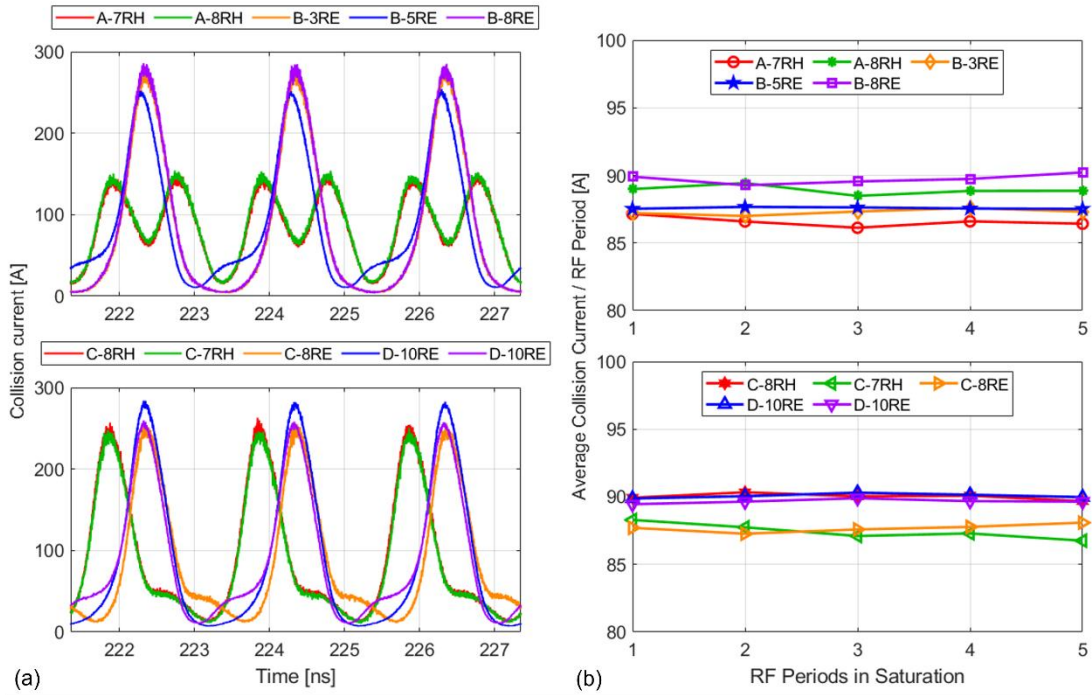 A-7RH A-8RH B-3RE B-5RE B-8RE
300
200
100
0
222 223 224 225 226 227
C-8RH C-7RH C-8RE D-10RE D-10RE
300
200
100
0
222 223 224 225 226 227
Collision current [A]
Time [ns]
(a)
100
95
90
85
80
A-7RH A-8RH B-3RE
B-5RE B-8RE
1 2 3 4 5
100
95
90
85
80
C-8RH C-7RH C-8RE
D-10RE D-10RE
1 2 3 4 5
Average Collision Current / RF Period [A]
RF Periods in Saturation
(b)